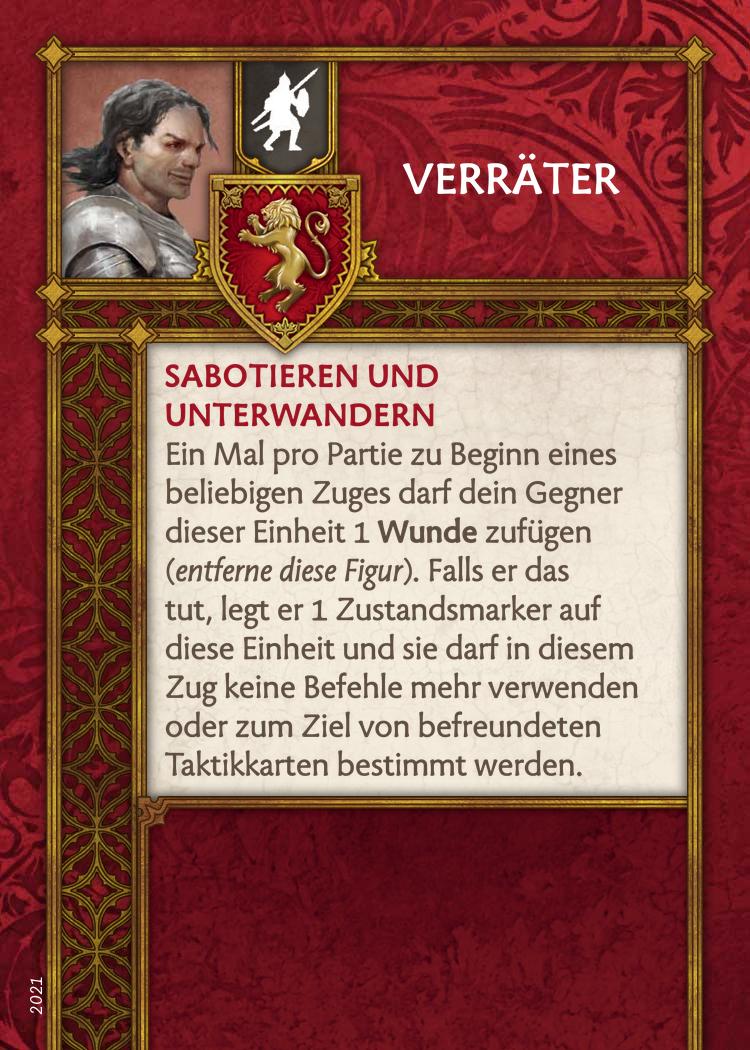 VERRÄTER
SABOTIEREN UND
UNTERWANDERN
Ein Mal pro Partie zu Beginn eines
beliebigen Zuges darf dein Gegner
dieser Einheit 1 Wunde zufügen
(entferne diese Figur). Falls er das
tut, legt er 1 Zustandsmarker auf
diese Einheit und sie darf in diesem
Zug keine Befehle mehr verwenden
oder zum Ziel von befreundeten
Taktikkarten bestimmt werden.
2021